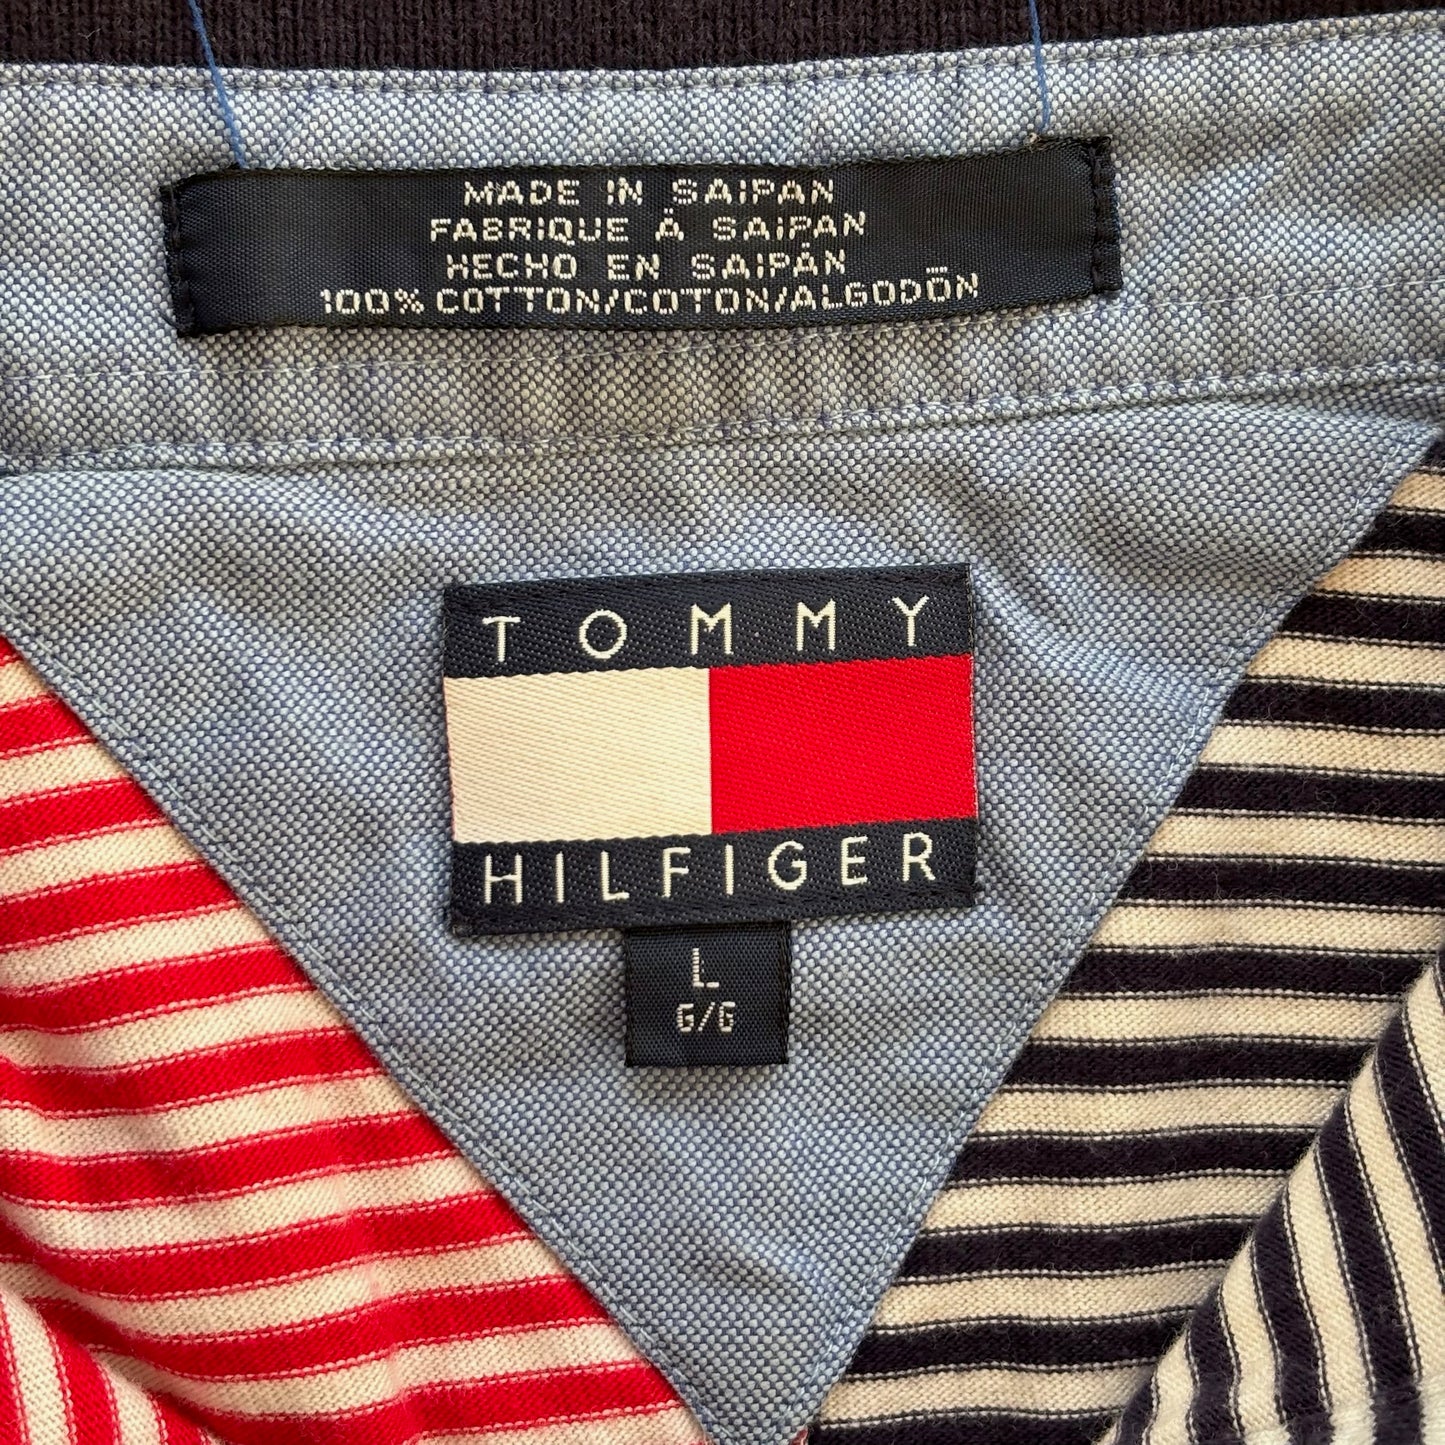 MADE IN SAIPAN
FABRIQUE À SAIPAN
HECHO EN SAIPÁN
100% COTTON/COTON/ALGODÓN
TOMMY
HILFIGER
L
G/G